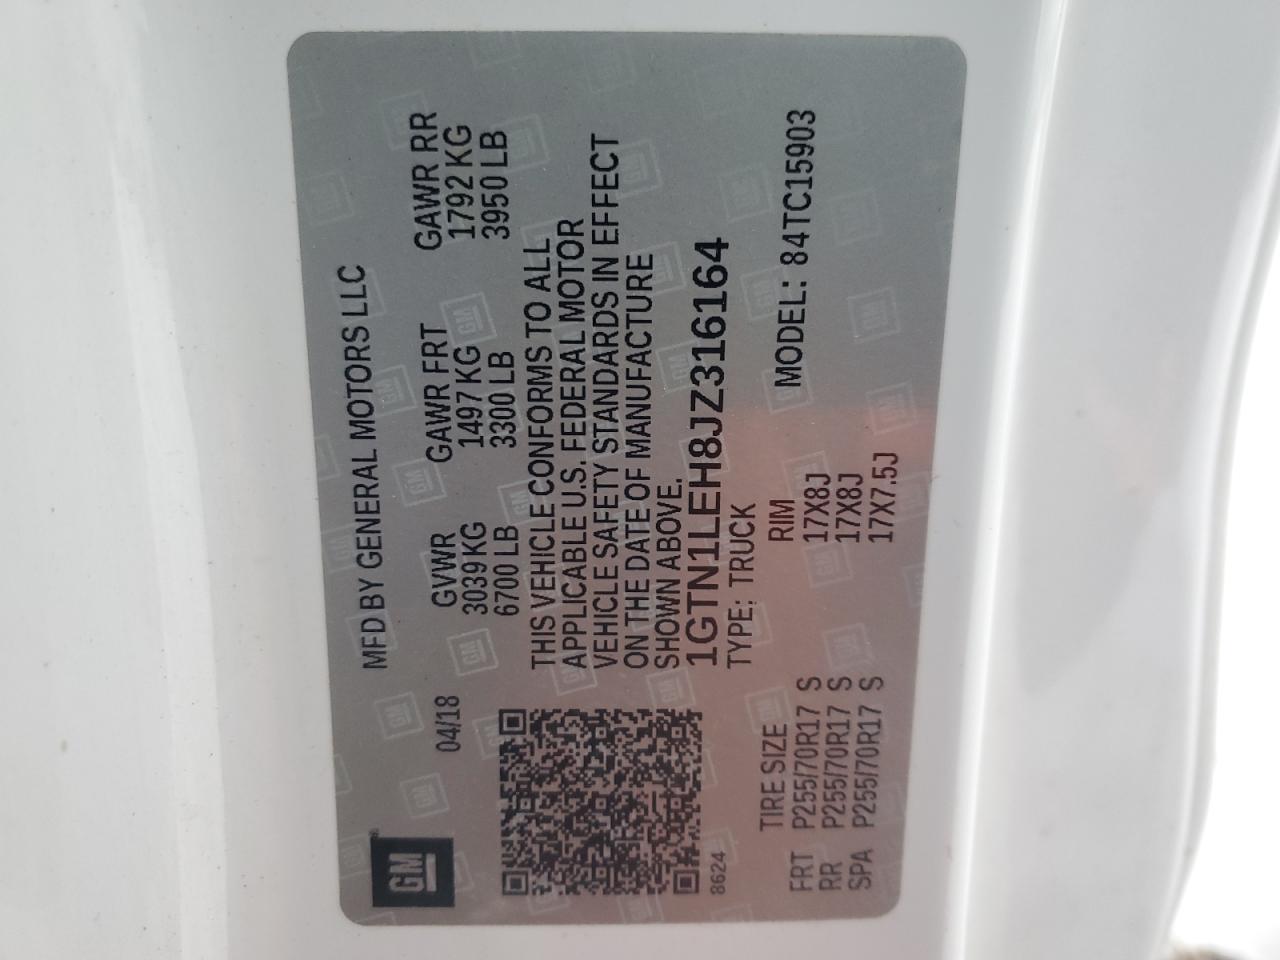 GM
MFD BY GENERAL MOTORS LLC
04/18
GVWR GAWR FRT GAWR RR
3039 KG 1497 KG 1792 KG
6700 LB 3300 LB 3950 LB
THIS VEHICLE CONFORMS TO ALL
APPLICABLE U.S. FEDERAL MOTOR
VEHICLE SAFETY STANDARDS IN EFFECT
ON THE DATE OF MANUFACTURE
SHOWN ABOVE.
1GTN1LEH8JZ316164
8624
TYPE: TRUCK
MODEL: 84TC15903
TIRE SIZE RIM
FRT P255/70R17 S 17X8J
RR P255/70R17 S 17X8J
SPA P255/70R17 S 17X7.5J